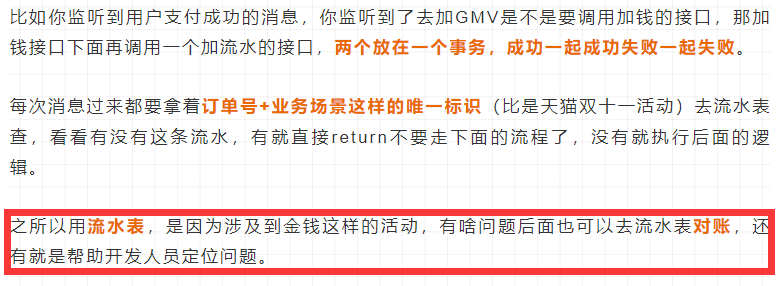 比如你监听到用户支付成功的消息，你监听到了去加GMV是不是要调用加钱的接口，那加
钱接口下面再调用一个加流水的接口，两个放在一个事务，成功一起成功失败一起失败。
每次消息过来都要拿着订单号+业务场景这样的唯一标识（比是天猫双十一活动）去流水表
查，看看有没有这条流水，有就直接return不要走下面的流程了，没有就执行后面的逻
辑。
之所以用流水表，是因为涉及到金钱这样的活动，有啥问题后面也可以去流水表对账，还
有就是帮助开发人员定位问题。